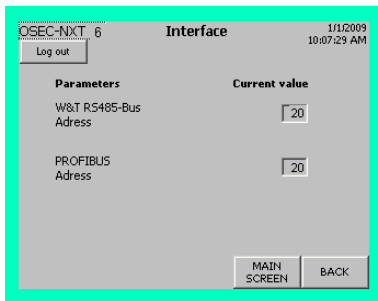 OSEC-NXT 6 Interface 1/1/2009
10:07:29 AM
Log out
Parameters Current value
W&T RS485-Bus
Adress 20
PROFIBUS
Adress 20
MAIN
SCREEN
BACK